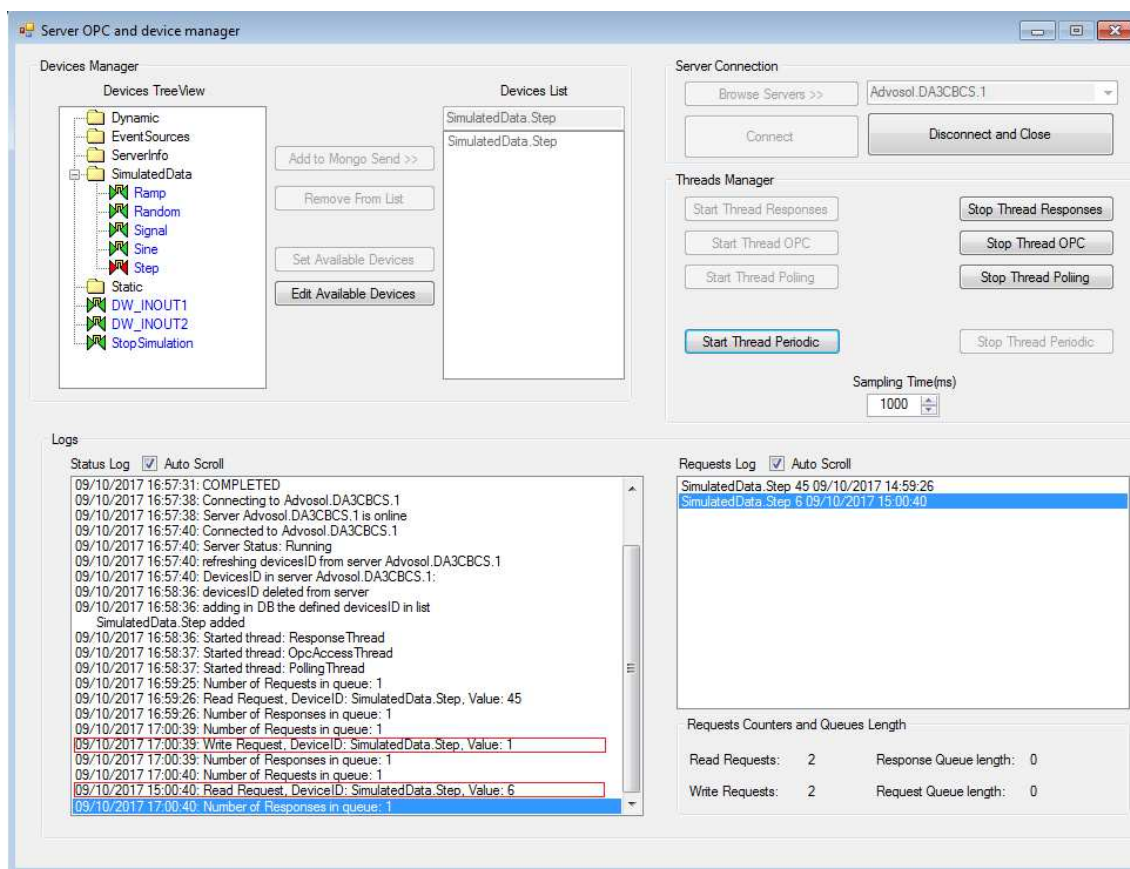 Server OPC and device manager
Devices Manager
Devices TreeView
Dynamic
EventSources
ServerInfo
SimulatedData
Ramp
Random
Signal
Sine
Step
Static
DW_INOUT1
DW_INOUT2
StopSimulation
Add to Mongo Send >>
Remove From List
Set Available Devices
Edit Available Devices
Devices List
SimulatedData.Step
SimulatedData.Step
Server Connection
Browse Servers >>
Advosol.DA3CBCS.1
Connect
Disconnect and Close
Threads Manager
Start Thread Responses
Stop Thread Responses
Start Thread OPC
Stop Thread OPC
Start Thread Poliing
Stop Thread Poliing
Start Thread Periodic
Stop Thread Periodic
Sampling Time(ms)
1000
Logs
Status Log Auto Scroll
09/10/2017 16:57:31: COMPLETED
09/10/2017 16:57:38: Connecting to Advosol.DA3CBCS.1
09/10/2017 16:57:38: Server Advosol.DA3CBCS.1 is online
09/10/2017 16:57:40: Connected to Advosol.DA3CBCS.1
09/10/2017 16:57:40: Server Status: Running
09/10/2017 16:57:40: refreshing devicesID from server Advosol.DA3CBCS.1
09/10/2017 16:57:40: DevicesID in server Advosol.DA3CBCS.1:
09/10/2017 16:58:36: devicesID deleted from server
09/10/2017 16:58:36: adding in DB the defined devicesID in list
SimulatedData.Step added
09/10/2017 16:58:36: Started thread: ResponseThread
09/10/2017 16:58:37: Started thread: OpcAccessThread
09/10/2017 16:58:37: Started thread: PollingThread
09/10/2017 16:59:25: Number of Requests in queue: 1
09/10/2017 16:59:26: Read Request, DeviceID: SimulatedData.Step, Value: 45
09/10/2017 16:59:26: Number of Responses in queue: 1
09/10/2017 17:00:39: Number of Requests in queue: 1
09/10/2017 17:00:39: Write Request, DeviceID: SimulatedData.Step, Value: 1
09/10/2017 17:00:39: Number of Responses in queue: 1
09/10/2017 17:00:40: Number of Requests in queue: 1
09/10/2017 15:00:40: Read Request, DeviceID: SimulatedData.Step, Value: 6
09/10/2017 17:00:40: Number of Responses in queue: 1
Requests Log Auto Scroll
SimulatedData.Step 45 09/10/2017 14:59:26
SimulatedData.Step 6 09/10/2017 15:00:40
Requests Counters and Queues Length
Read Requests: 2 Response Queue length: 0
Write Requests: 2 Request Queue length: 0